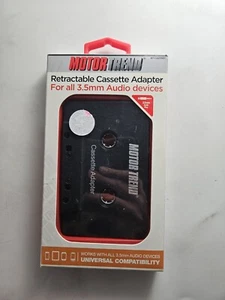 MOTOR TREND
Retractable Cassette Adapter
For all 3.5mm Audio devices
Cassette Adapter
MOTOR TREND
WORKS WITH ALL 3.5mm AUDIO DEVICES
UNIVERSAL COMPATIBILITY